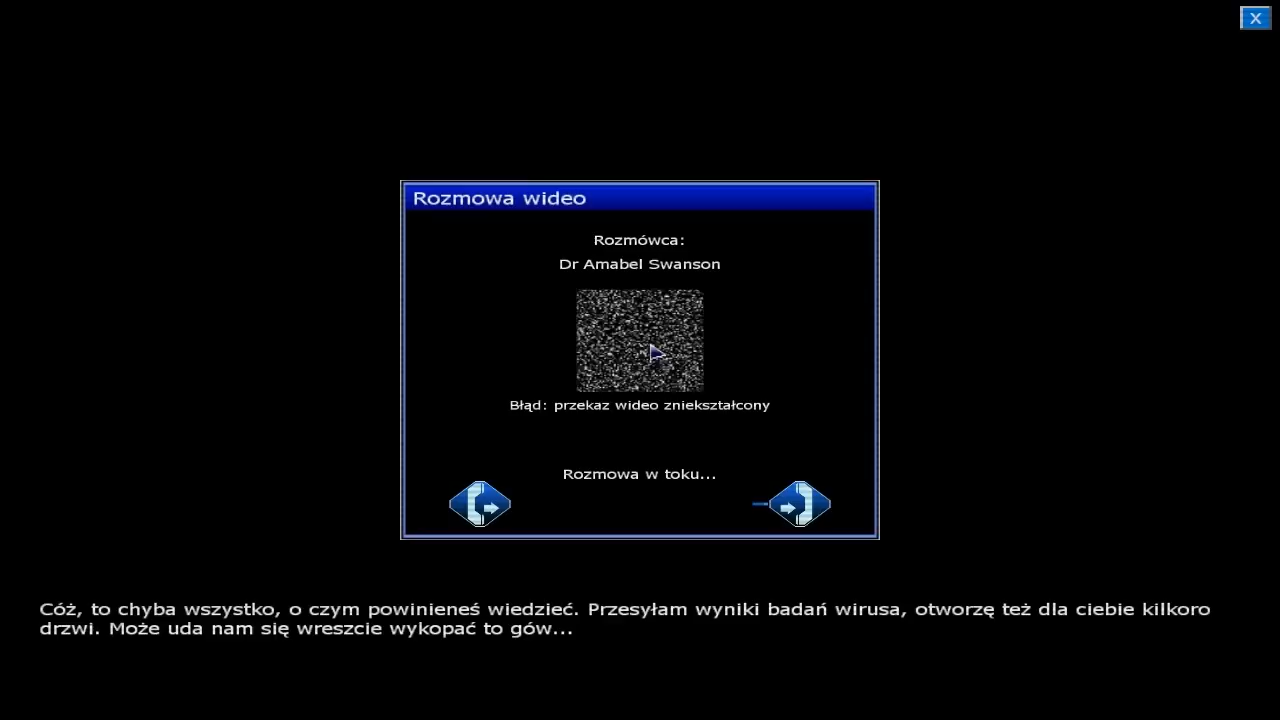 X
Rozmowa wideo
Rozmówca:
Dr Amabel Swanson
Błąd: przekaz wideo zniekształcony
Rozmowa w toku...
Cóż, to chyba wszystko, o czym powinieneś wiedzieć. Przesyłam wyniki badań wirusa, otworzę też dla ciebie kilkoro
drzwi. Może uda nam się wreszcie wykopać to gów...